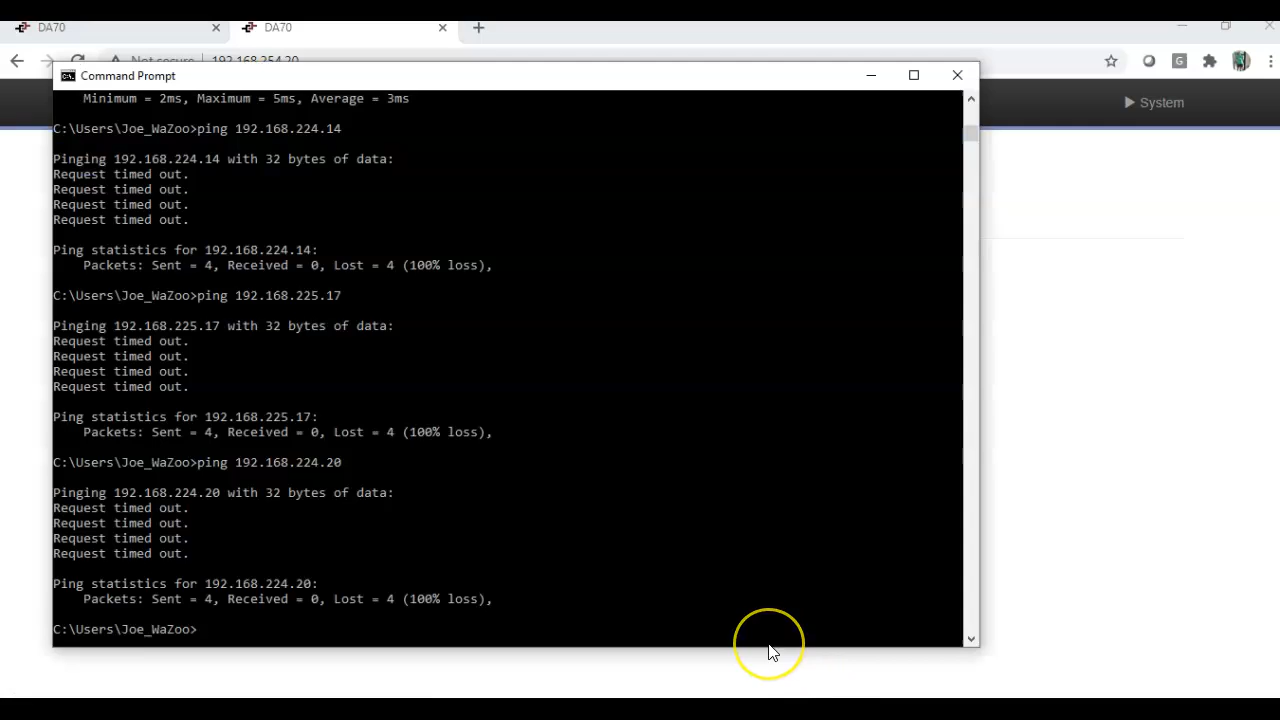 DA70
DA70
Not secure 192.168.254.20
Command Prompt
System
Minimum = 2ms, Maximum = 5ms, Average = 3ms
C:\Users\Joe_WaZoo>ping 192.168.224.14
Pinging 192.168.224.14 with 32 bytes of data:
Request timed out.
Request timed out.
Request timed out.
Request timed out.
Ping statistics for 192.168.224.14:
Packets: Sent = 4, Received = 0, Lost = 4 (100% loss),
C:\Users\Joe_WaZoo>ping 192.168.225.17
Pinging 192.168.225.17 with 32 bytes of data:
Request timed out.
Request timed out.
Request timed out.
Request timed out.
Ping statistics for 192.168.225.17:
Packets: Sent = 4, Received = 0, Lost = 4 (100% loss),
C:\Users\Joe_WaZoo>ping 192.168.224.20
Pinging 192.168.224.20 with 32 bytes of data:
Request timed out.
Request timed out.
Request timed out.
Request timed out.
Ping statistics for 192.168.224.20:
Packets: Sent = 4, Received = 0, Lost = 4 (100% loss),
C:\Users\Joe_WaZoo>